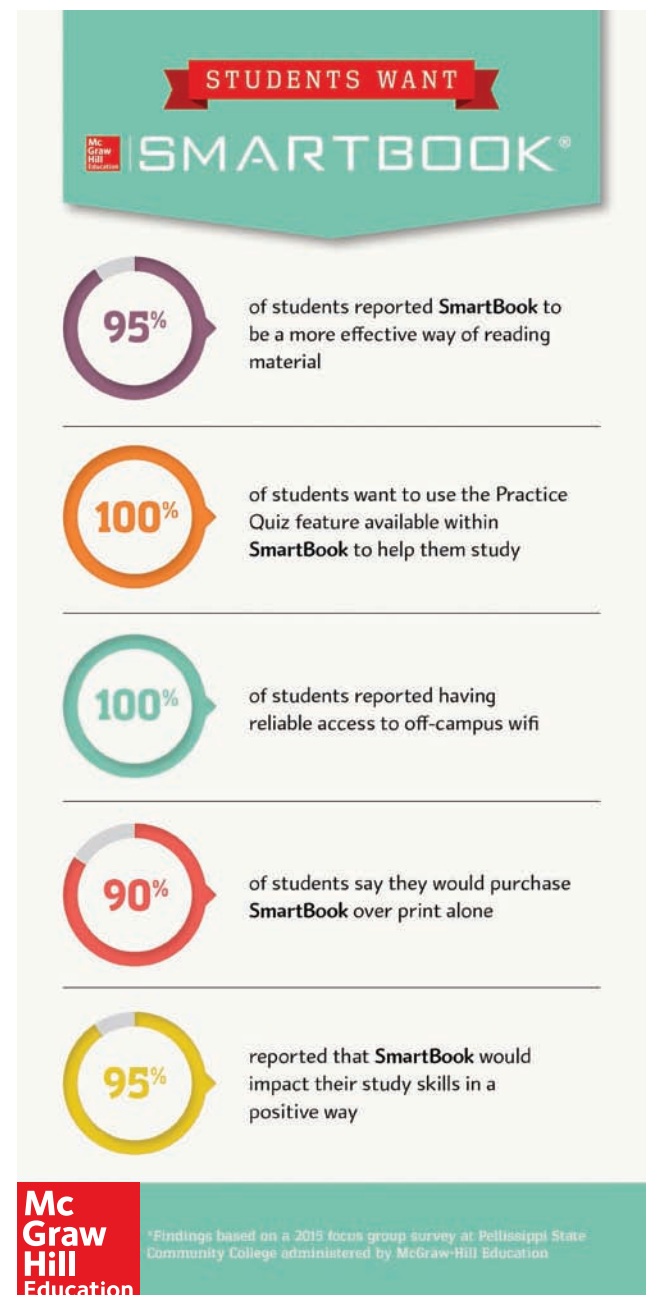 STUDENTS WANT
Mc
Graw
Hill
Education
SMARTBOOK®
95%
of students reported SmartBook to
be a more effective way of reading
material
100%
of students want to use the Practice
Quiz feature available within
SmartBook to help them study
100%
of students reported having
reliable access to off-campus wifi
90%
of students say they would purchase
SmartBook over print alone
95%
reported that SmartBook would
impact their study skills in a
positive way
Mc
Graw
Hill
Education
*Findings based on a 2015 focus group survey at Pellissippi State
Community College administered by McGraw-Hill Education